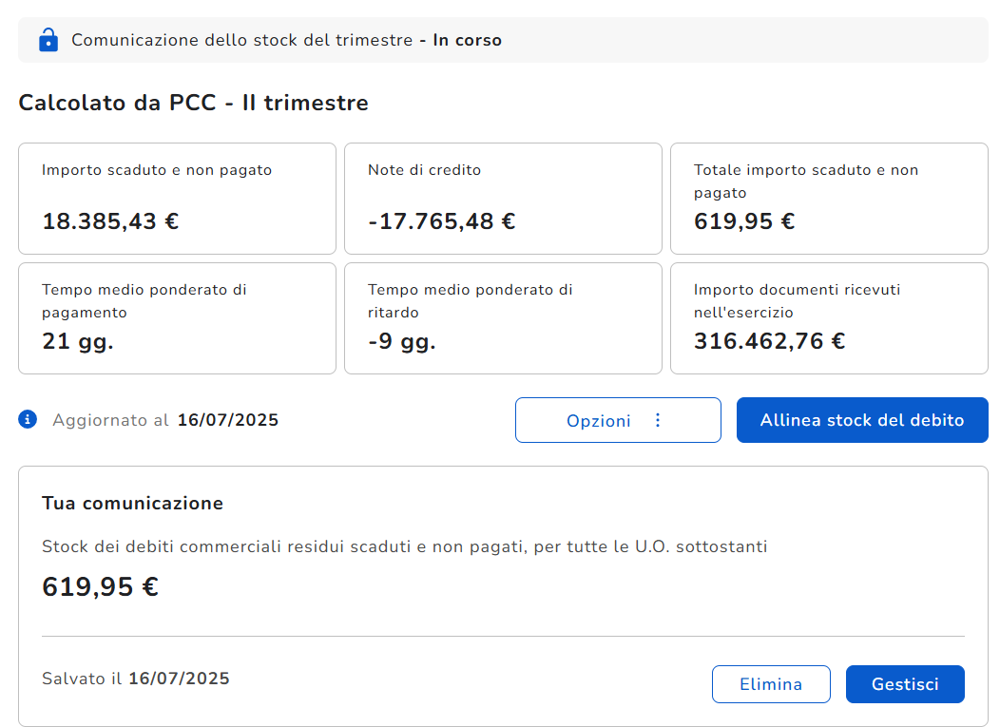 Comunicazione dello stock del trimestre - In corso
Calcolato da PCC - II trimestre
Importo scaduto e non pagato
18.385,43 €
Note di credito
-17.765,48 €
Totale importo scaduto e non
pagato
619,95 €
Tempo medio ponderato di
pagamento
21 gg.
Tempo medio ponderato di
ritardo
-9 gg.
Importo documenti ricevuti
nell'esercizio
316.462,76 €
Aggiornato al 16/07/2025
Opzioni
Allinea stock del debito
Tua comunicazione
Stock dei debiti commerciali residui scaduti e non pagati, per tutte le U.O. sottostanti
619,95 €
Salvato il 16/07/2025
Elimina
Gestisci